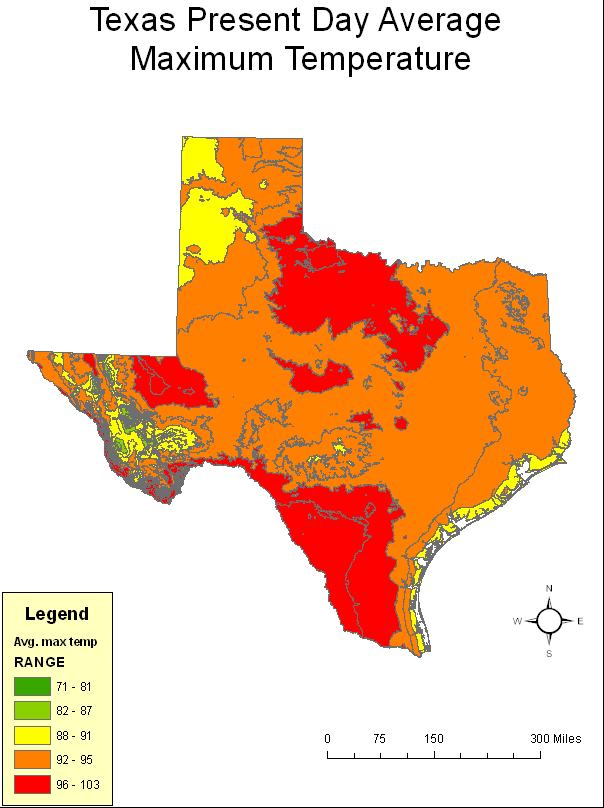 Texas Present Day Average
Maximum Temperature
Legend
Avg. max temp
RANGE
71 - 81
82 - 87
88 - 91
92 - 95
96 - 103
N
W E
S
0 75 150 300 Miles